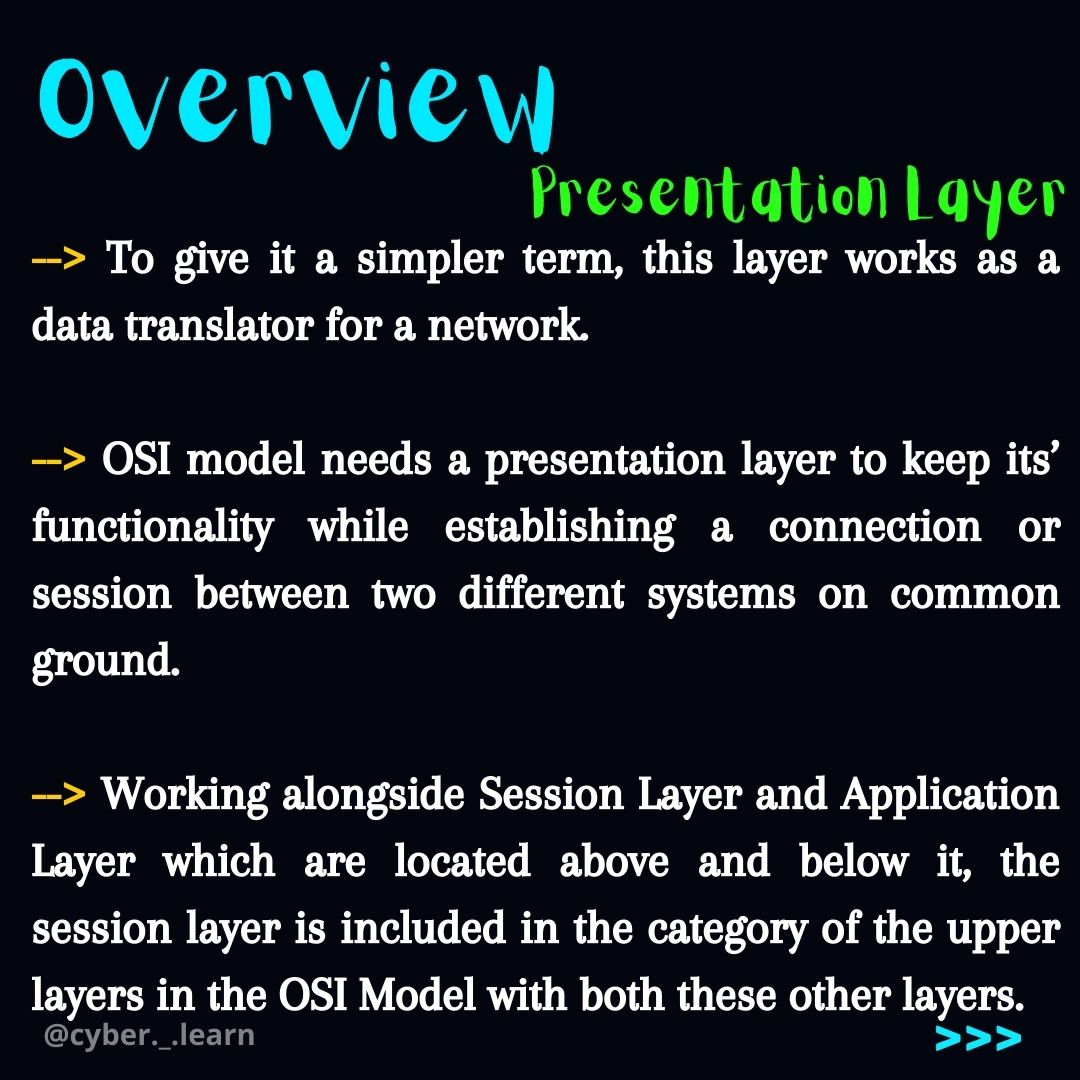 Overview
Presentation Layer
--> To give it a simpler term, this layer works as a
data translator for a network.
--> OSI model needs a presentation layer to keep its’
functionality while establishing a connection or
session between two different systems on common
ground.
--> Working alongside Session Layer and Application
Layer which are located above and below it, the
session layer is included in the category of the upper
layers in the OSI Model with both these other layers.
@cyber._.learn
>>>